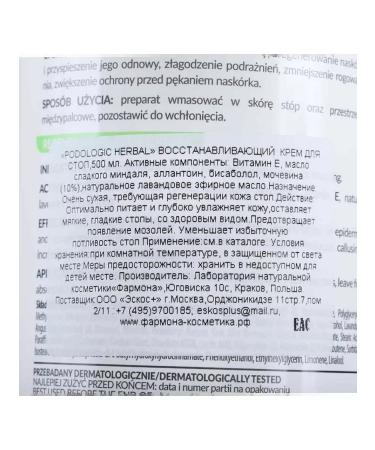 i przyspieszenie jego odnowy, złagodzenie podrażnień, zmniejszenie rogowa
nia, zwiększenie ochrony przed pękaniem naskórka.
SPOSÓB UŻYCIA: preparat wmasować w skórę stóp oraz przestrze
międzypalcowe, pozostawić do wchłonięcia.
«PODOLOGIC HERBAL» ВОССТАНАВЛИВАЮЩИЙ КРЕМ ДЛЯ
СТОП,500 мл. Активные компоненты: Витамин Е, масло
сладкого миндаля, аллантоин, бисаболол, мочевина
(10%),натуральное лавандовое эфирное масло.Назначение
Очень сухая, требующая регенерации кожа стоп.Действие
Оптимально питает и глубоко увлажняет кожу,оставляет
мягкие, гладкие стопы, со здоровым видом.Предотвращает
появление мозолей. Уменьшает избыточную
потливость стоп Применение:см.в каталоге. Условия
хранения при комнатной температуре, в защищенном от света
месте Меры предосторожности: хранить в недоступном для
детей месте. Производитель: Лаборатория натуральной
косметики«Фармона»,Юговиска 10с, Краков, Польша
Поставщик ООО «Эскос+» г.Москва,Орджоникидзе 11стр.7,пом
2/11: +7 (495)9700185, eskosplus@mail.ru,
www.фармона-косметика.рф
EAC
Phenoxyethanol, Ethylhexylglycerin, Limonene, Linalool
PRZEBADANY DERMATOLOGICZNIE/DERMATOLOGICALLY TESTED
NALEŻEJ ZUŻYĆ PRZED KOŃCEM: data i numer partii na opakowaniu